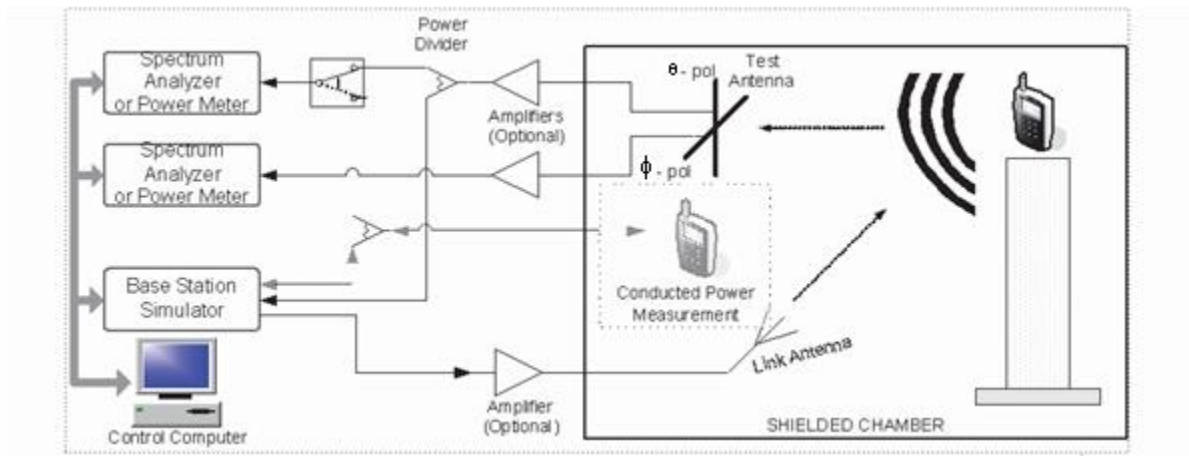 Power
Divider
Spectrum
Analyzer
or Power Meter
Amplifiers
(Optional)
θ - pol
Test
Antenna
Spectrum
Analyzer
or Power Meter
ϕ - pol
Base Station
Simulator
Conducted Power
Measurement
Link Antenna
Amplifier
(Optional)
Control Computer
SHIELDED CHAMBER